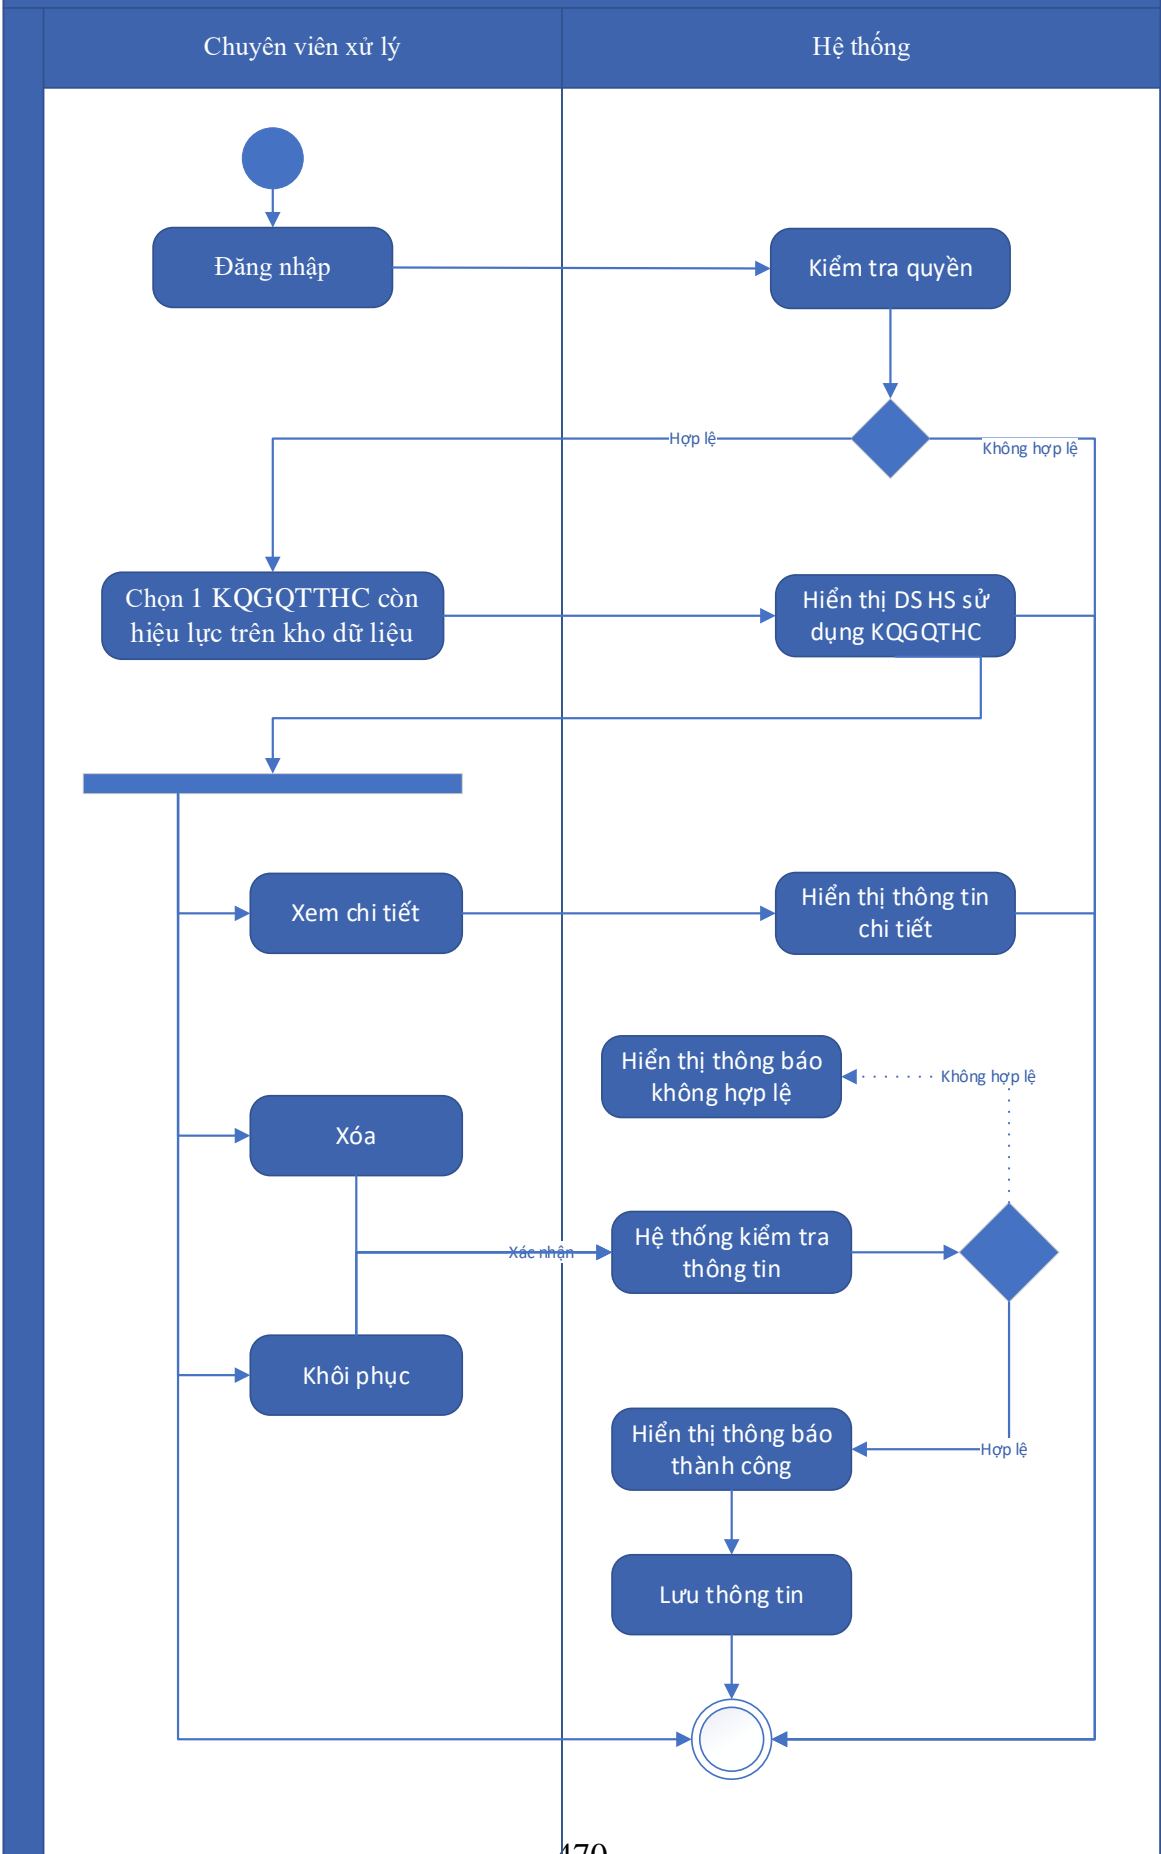 Chuyên viên xử lý
Hệ thống
Đăng nhập
Kiểm tra quyền
Hợp lệ
Không hợp lệ
Chọn 1 KQGQTTHC còn
hiệu lực trên kho dữ liệu
Hiển thị DS HS sử
dụng KQGQTHC
Xem chi tiết
Hiển thị thông tin
chi tiết
Hiển thị thông báo
không hợp lệ
Không hợp lệ
Xóa
Xác nhận
Hệ thống kiểm tra
thông tin
Khôi phục
Hiển thị thông báo
thành công
Hợp lệ
Lưu thông tin
470